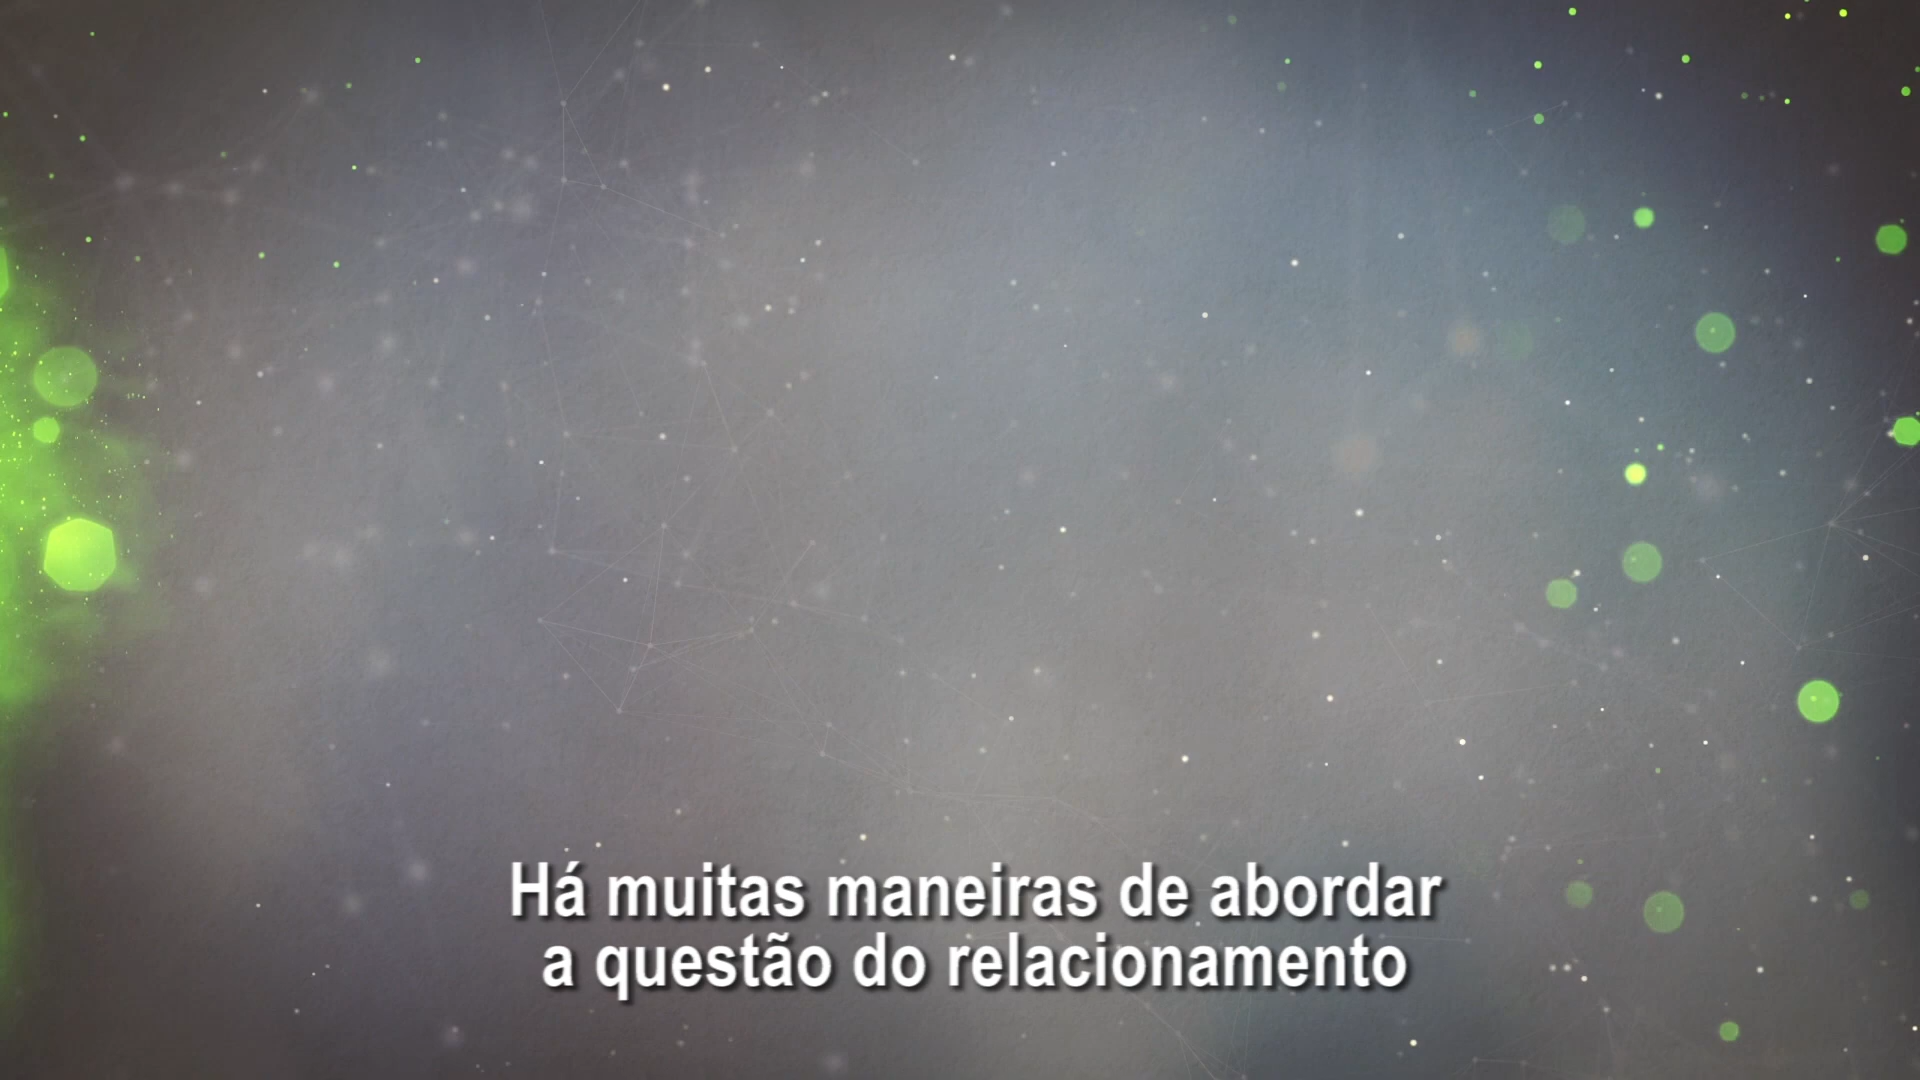 Há muitas maneiras de abordar
a questão do relacionamento